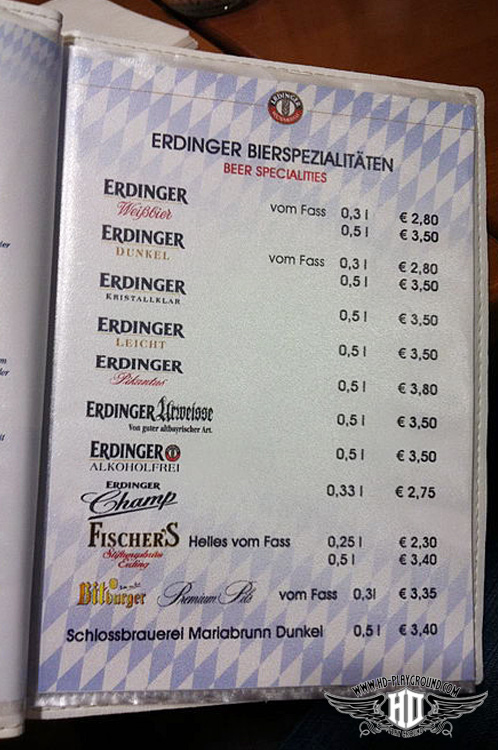 ERDINGER
ERDINGER BIERSPEZIALITÄTEN
BEER SPECIALITIES
ERDINGER
Weißbier vom Fass 0,3 l € 2,80
0,5 l € 3,50
ERDINGER
DUNKEL vom Fass 0,3 l € 2,80
0,5 l € 3,50
ERDINGER
KRISTALLKLAR 0,5 l € 3,50
ERDINGER
LEICHT 0,5 l € 3,50
ERDINGER
Pikantus 0,5 l € 3,80
ERDINGER Urweisse 0,5 l € 3,50
Von guter altbayrischer Art.
ERDINGER
ALKOHOLFREI 0,5 l € 3,50
ERDINGER
Champ 0,33 l € 2,75
FISCHER'S Helles vom Fass 0,25 l € 2,30
Stiftungsbräu
Erding 0,5 l € 3,40
Bitburger Premium Pils vom Fass 0,3l € 3,35
Schlossbrauerei Mariabrunn Dunkel 0,5 l € 3,40
WWW.HD-PLAYGROUND.COM
HD